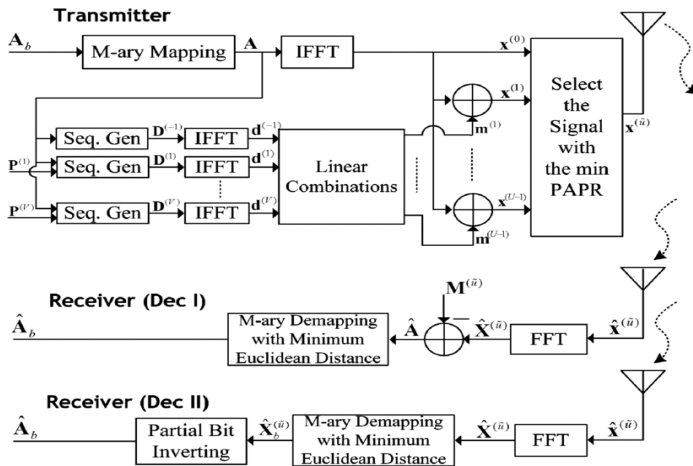 Transmitter
A_b
M-ary Mapping
A
IFFT
x^(0)
x^(1)
m^(1)
Select
the
Signal
with
the min
PAPR
x^(ũ)
Seq. Gen
D^(-1)
IFFT
d^(-1)
P^(1)
Seq. Gen
D^(1)
IFFT
d^(1)
Linear
Combinations
P^(V)
Seq. Gen
D^(V)
IFFT
d^(V)
x^(U-1)
m^(U-1)
Receiver (Dec I)
Â_b
M-ary Demapping
with Minimum
Euclidean Distance
Â
M^(ũ)
−
X̂^(ũ)
FFT
x̂^(ũ)
Receiver (Dec II)
Â_b
Partial Bit
Inverting
X̂_b^(ũ)
M-ary Demapping
with Minimum
Euclidean Distance
X̂^(ũ)
FFT
x̂^(ũ)